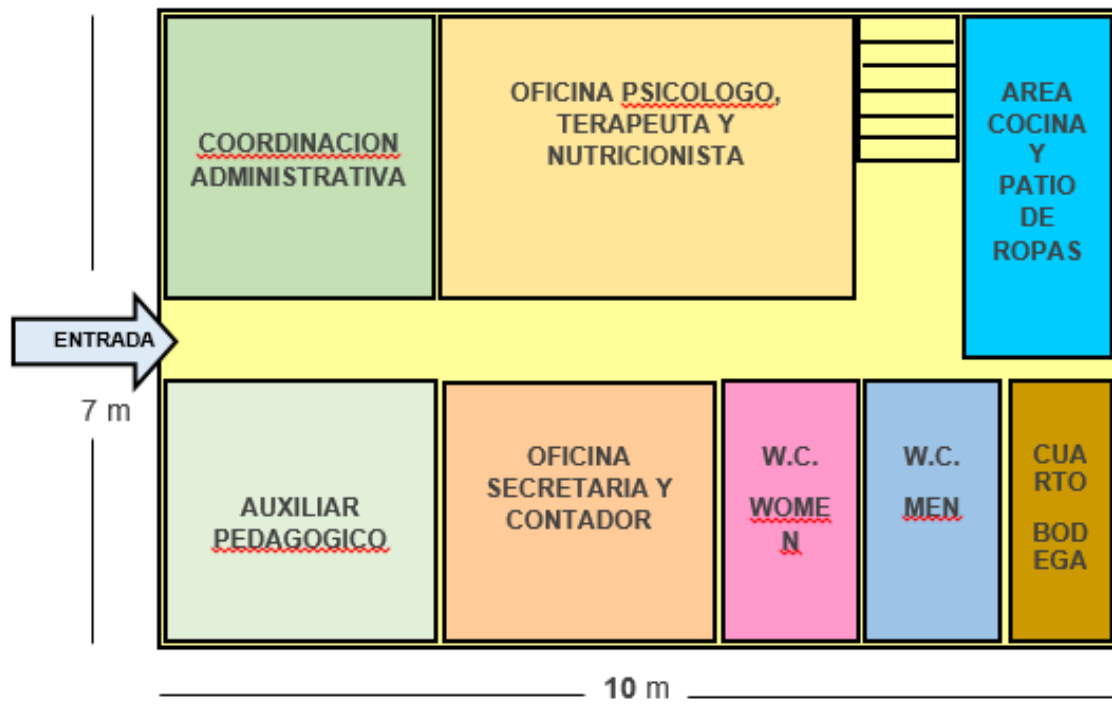 COORDINACION
ADMINISTRATIVA
OFICINA PSICOLOGO,
TERAPEUTA Y
NUTRICIONISTA
AREA
COCINA
Y
PATIO
DE
ROPAS
ENTRADA
7 m
AUXILIAR
PEDAGOGICO
OFICINA
SECRETARIA Y
CONTADOR
W.C.
WOME
N
W.C.
MEN
CUA
RTO
BOD
EGA
10 m